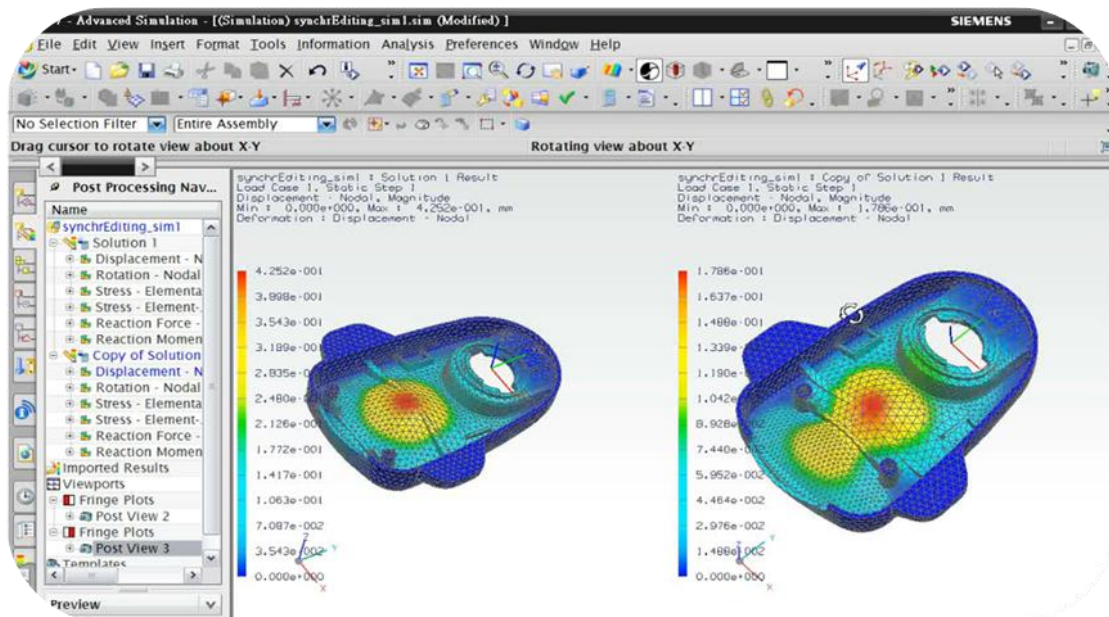 - Advanced Simulation - [(Simulation) synchrEditing_sim1.sim (Modified) ]
SIEMENS
File Edit View Insert Format Tools Information Analysis Preferences Window Help
Start
No Selection Filter
Entire Assembly
Drag cursor to rotate view about X-Y
Rotating view about X-Y
Post Processing Nav...
Name
synchrEditing_sim1
Solution 1
Displacement - N
Rotation - Nodal
Stress - Elementa
Stress - Element-
Reaction Force -
Reaction Momen
Copy of Solution
Displacement - N
Rotation - Nodal
Stress - Elementa
Stress - Element-
Reaction Force -
Reaction Momen
Imported Results
Viewports
Fringe Plots
Post View 2
Fringe Plots
Post View 3
Templates
Preview
synchrEditing_sim1 : Solution 1 Result
Load Case 1, Static Step 1
Displacement - Nodal, Magnitude
Min : 0.000e+000, Max : 4.252e-001, mm
Deformation : Displacement - Nodal
4.252e-001
3.898e-001
3.543e-001
3.189e-001
2.835e-001
2.480e-001
2.126e-001
1.772e-001
1.417e-001
1.063e-001
7.087e-002
3.543e-002
0.000e+000
Z
Y
X
synchrEditing_sim1 : Copy of Solution 1 Result
Load Case 1, Static Step 1
Displacement - Nodal, Magnitude
Min : 0.000e+000, Max : 1.786e-001, mm
Deformation : Displacement - Nodal
1.786e-001
1.637e-001
1.488e-001
1.339e-001
1.190e-001
1.042e-001
8.928e-002
7.440e-002
5.952e-002
4.464e-002
2.976e-002
1.488e-002
0.000e+000
Z
Y
X